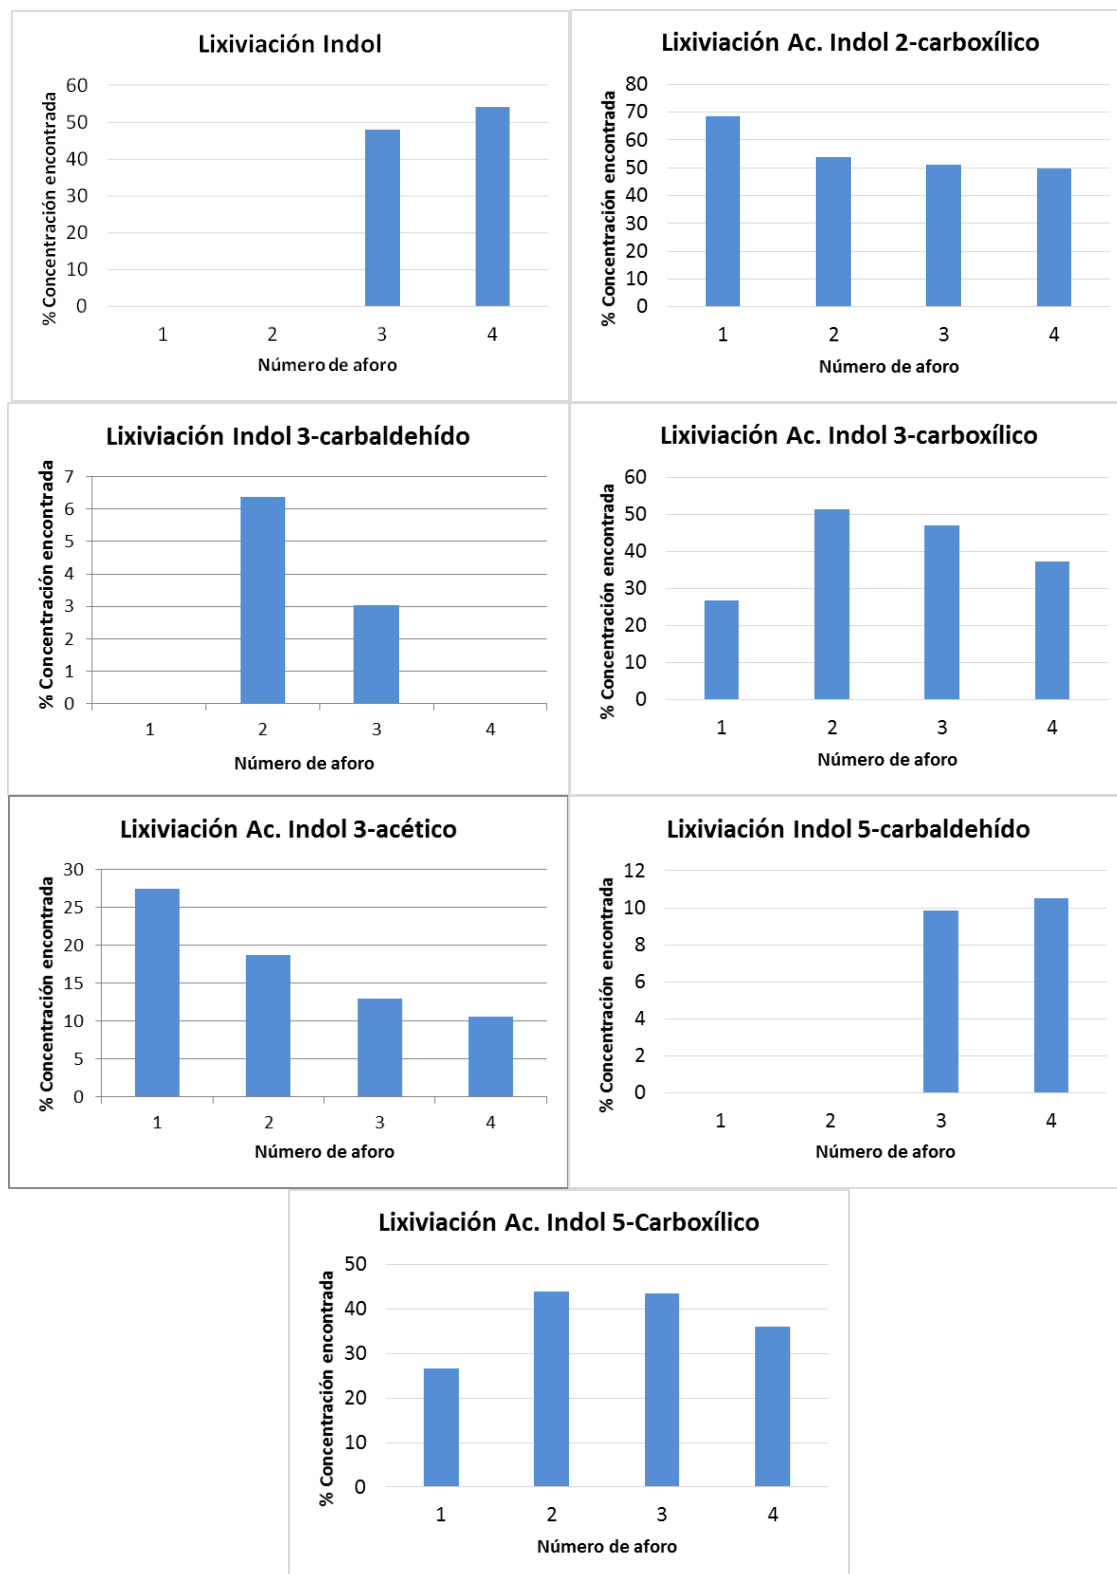 Lixiviación Indol
% Concentración encontrada
60
50
40
30
20
10
0
1 2 3 4
Número de aforo
Lixiviación Ac. Indol 2-carboxílico
% Concentración encontrada
80
70
60
50
40
30
20
10
0
1 2 3 4
Número de aforo
Lixiviación Indol 3-carbaldehído
% Concentración encontrada
7
6
5
4
3
2
1
0
1 2 3 4
Número de aforo
Lixiviación Ac. Indol 3-carboxílico
% Concentración encontrada
60
50
40
30
20
10
0
1 2 3 4
Número de aforo
Lixiviación Ac. Indol 3-acético
% Concentración encontrada
30
25
20
15
10
5
0
1 2 3 4
Número de aforo
Lixiviación Indol 5-carbaldehído
% Concentración encontrada
12
10
8
6
4
2
0
1 2 3 4
Número de aforo
Lixiviación Ac. Indol 5-Carboxílico
% Concentración encontrada
50
40
30
20
10
0
1 2 3 4
Número de aforo